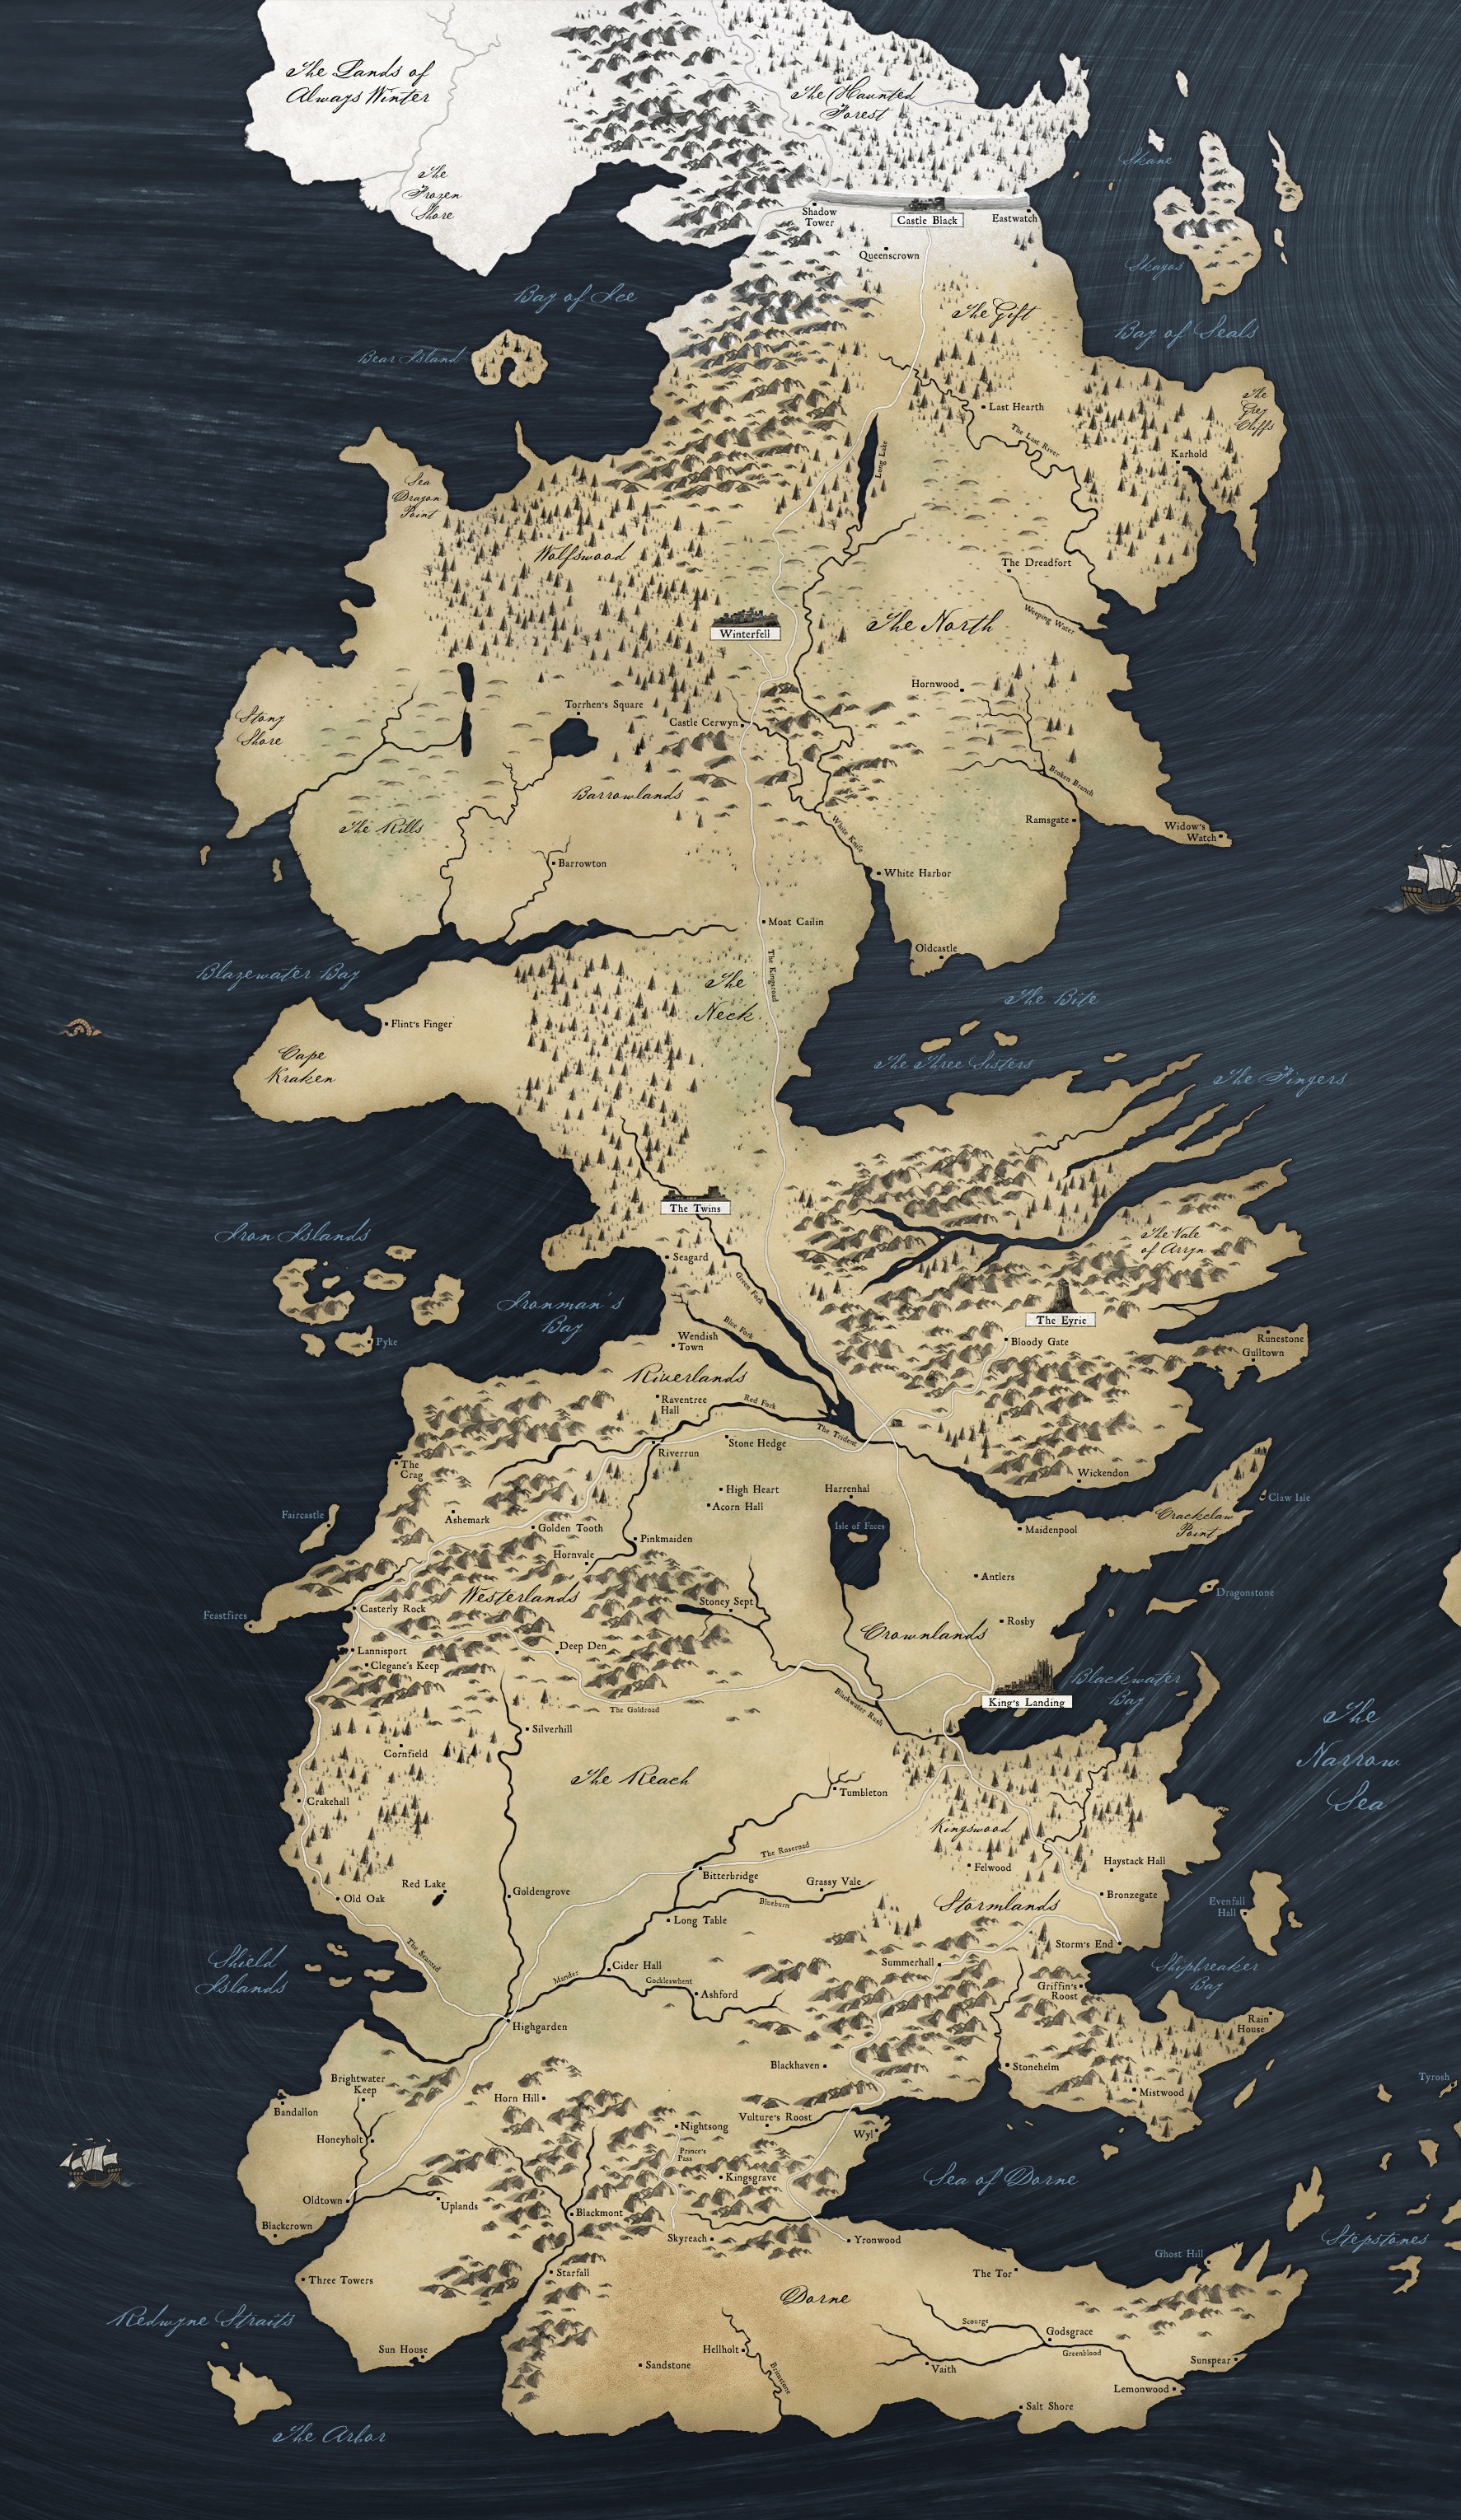 The Lands of
Always Winter
The Haunted
Forest
The
Frozen
Shore
Skane
Shadow
Tower
Castle Black
Eastwatch
Queenscrown
Skagos
Bay of Ice
The Gift
Bay of Seals
Bear Island
The
Grey
Cliffs
Last Hearth
The Last River
Long Lake
Karhold
Sea
Dragon
Point
Wolfswood
The Dreadfort
Weeping Water
Winterfell
The North
Hornwood
Torrhen's Square
Stony
Shore
Castle Cerwyn
Broken Branch
Barrowlands
The Rills
Ramsgate
Widow's
Watch
White Knife
Barrowton
White Harbor
Moat Cailin
Oldcastle
The Kingsroad
Blazewater Bay
The
Neck
The Bite
Flint's Finger
Cape
Kraken
The Three Sisters
The Fingers
The Twins
Iron Islands
The Vale
of Arryn
Seagard
Green Fork
Ironman's
Bay
The Eyrie
Pyke
Blue Fork
Wendish
Town
Bloody Gate
Runestone
Gulltown
Riverlands
Raventree
Hall
Red Fork
The Trident
Stone Hedge
Riverrun
The
Crag
Wickendon
High Heart
Harrenhal
Claw Isle
Acorn Hall
Faircastle
Ashemark
Golden Tooth
Isle of Faces
Crackclaw
Point
Maidenpool
Pinkmaiden
Hornvale
Antlers
Dragonstone
Westerlands
Stoney Sept
Casterly Rock
Feastfires
Rosby
Crownlands
Lannisport
Deep Den
Clegane's Keep
Blackwater
Bay
King's Landing
Blackwater Rush
The Goldroad
The
Narrow
Sea
Silverhill
Cornfield
The Reach
Tumbleton
Crakehall
Kingswood
The Roseroad
Haystack Hall
Felwood
Bitterbridge
Grassy Vale
Red Lake
Goldengrove
Old Oak
Bronzegate
Blueburn
Stormlands
Evenfall
Hall
Long Table
Storm's End
The Searoad
Shield
Islands
Summerhall
Shipbreaker
Bay
Cider Hall
Mander
Cockleswhent
Griffin's
Roost
Ashford
Highgarden
Rain
House
Blackhaven
Stonehelm
Tyrosh
Brightwater
Keep
Horn Hill
Mistwood
Bandallon
Vulture's Roost
Nightsong
Wyl
Honeyholt
Prince's
Pass
Kingsgrave
Sea of Dorne
Oldtown
Uplands
Blackmont
Blackcrown
Skyreach
Yronwood
Stepstones
Ghost Hill
Starfall
The Tor
Three Towers
Dorne
Redwyne Straits
Scourge
Godsgrace
Greenblood
Sun House
Hellholt
Sandstone
Vaith
Sunspear
Brimstone
Lemonwood
Salt Shore
The Arbor